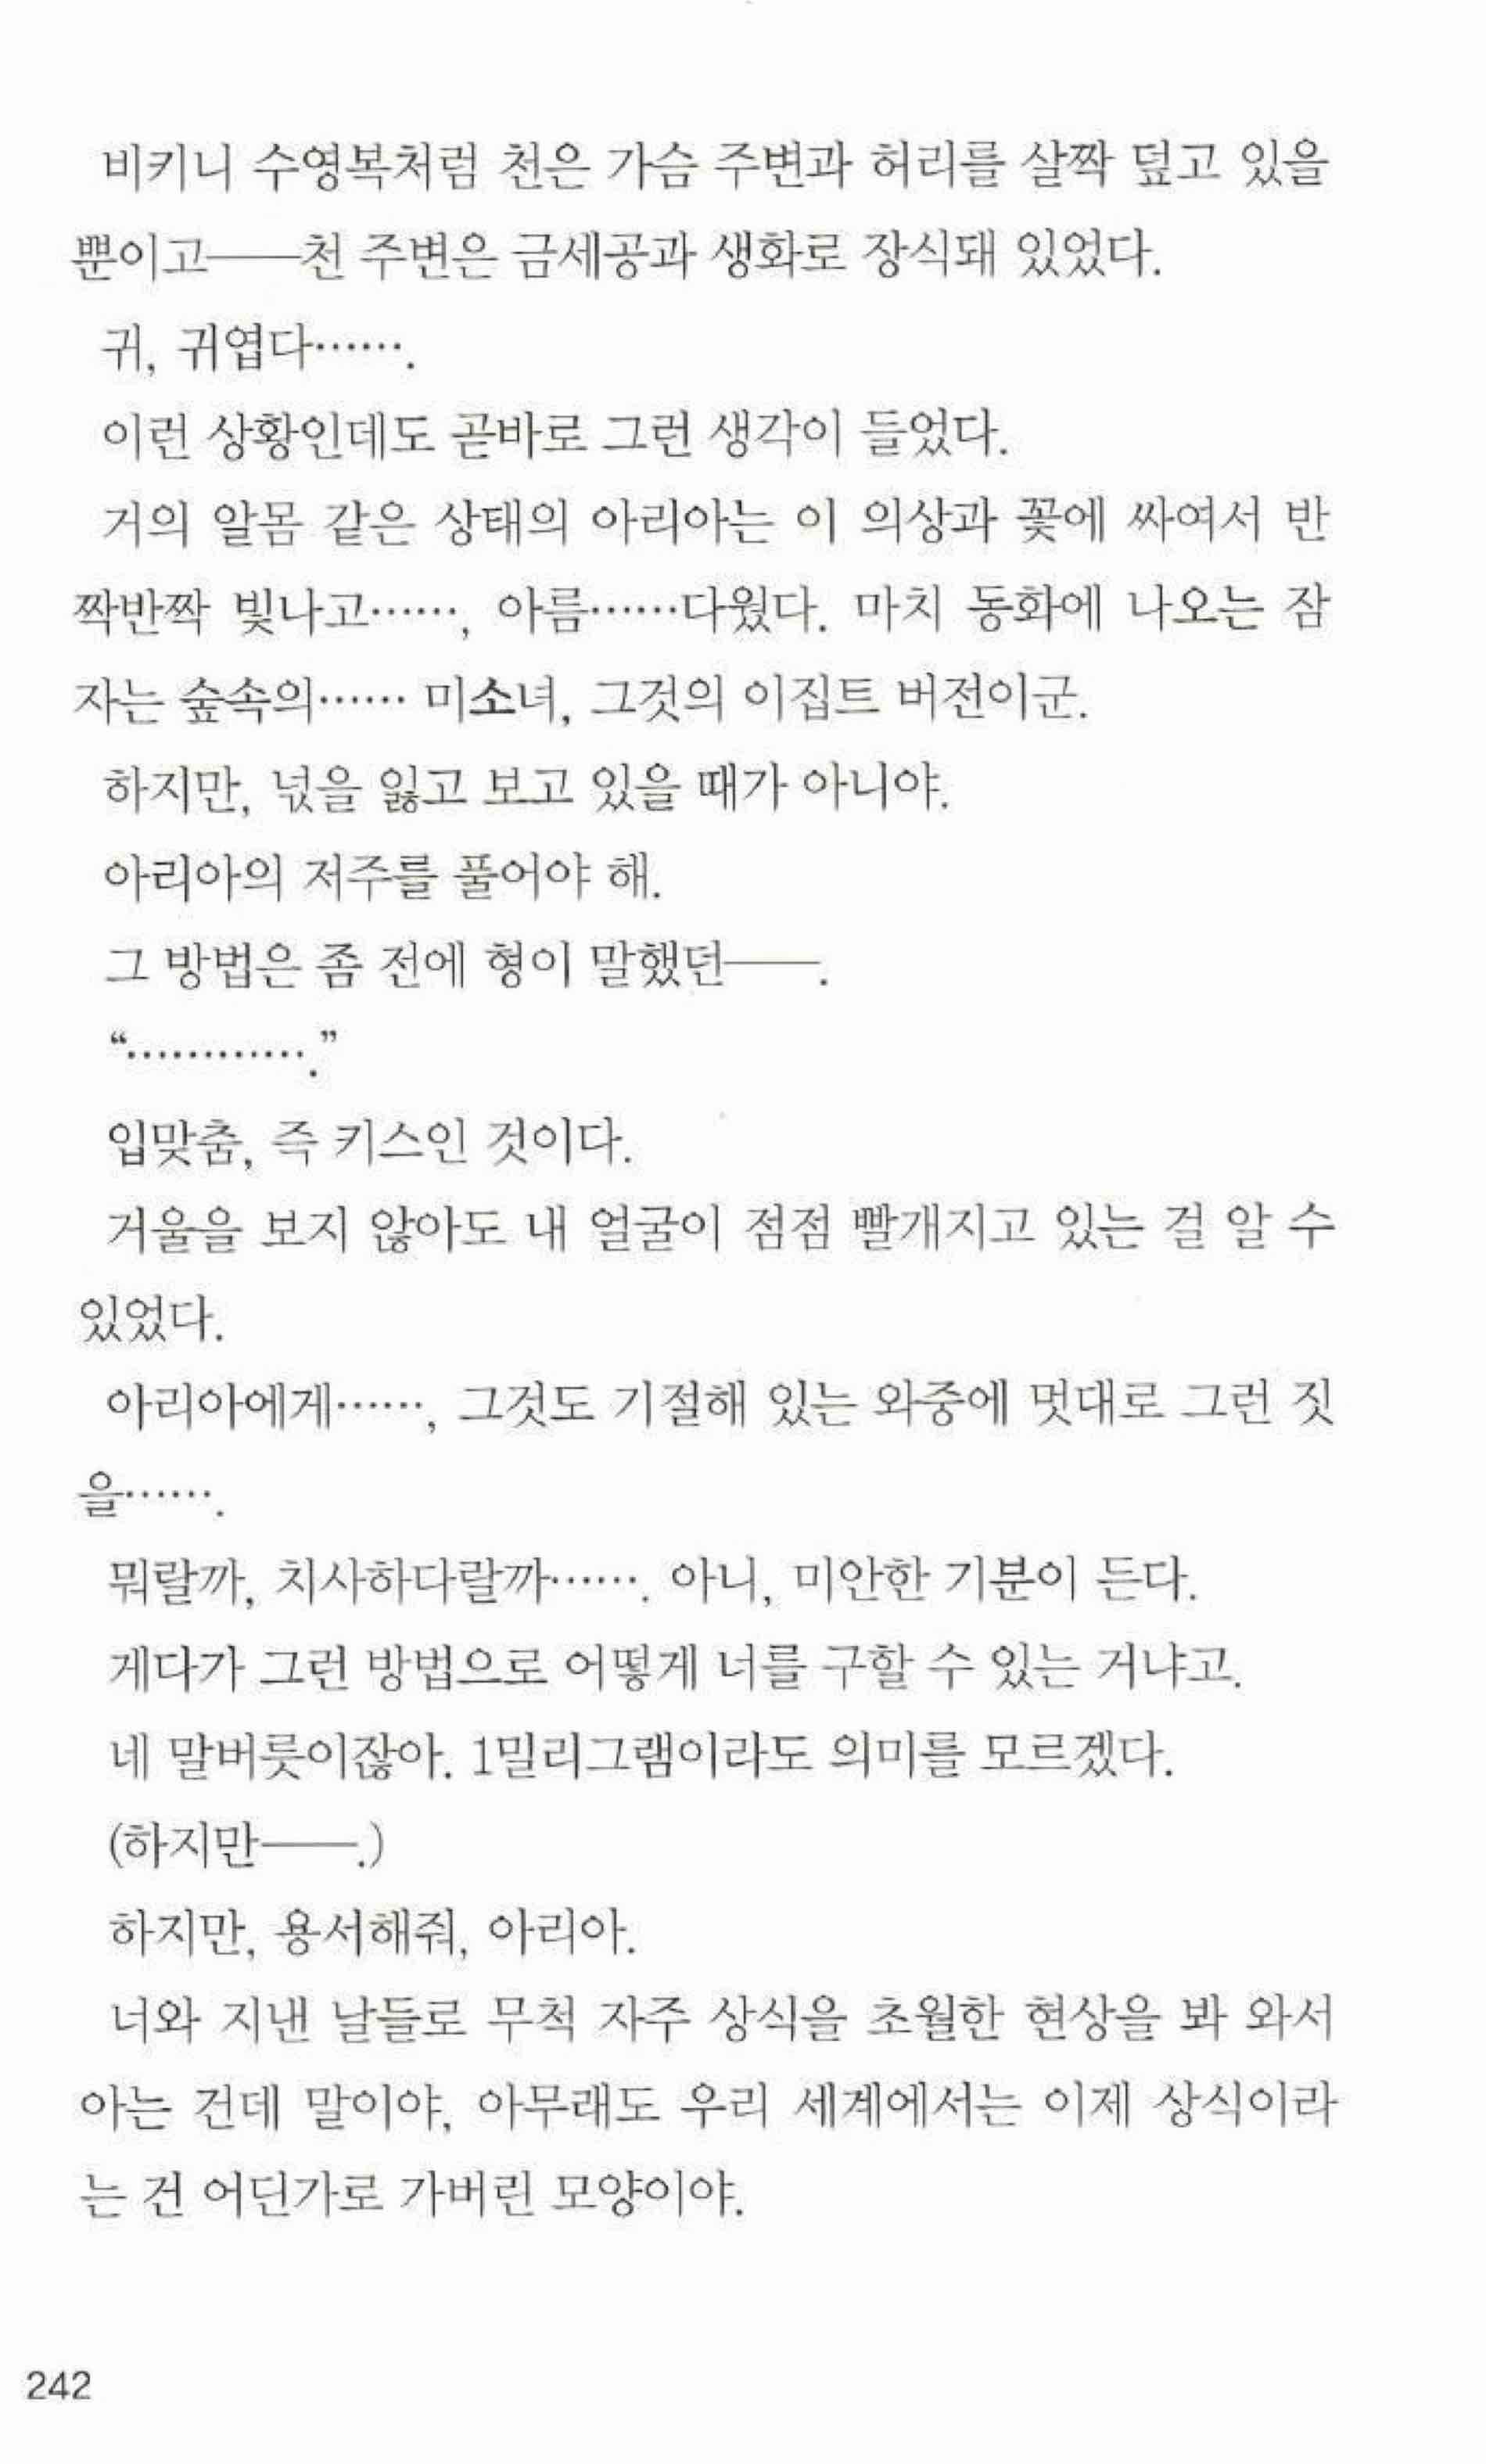 비키니 수영복처럼 천은 가슴 주변과 허리를 살짝 덮고 있을
뿐이고――천 주변은 금세공과 생화로 장식돼 있었다.
귀, 귀엽다…….
이런 상황인데도 곧바로 그런 생각이 들었다.
거의 알몸 같은 상태의 아리아는 이 의상과 꽃에 싸여서 반
짝반짝 빛나고……, 아름……다웠다. 마치 동화에 나오는 잠
자는 숲속의…… 미소녀, 그것의 이집트 버전이군.
하지만, 넋을 잃고 보고 있을 때가 아니야.
아리아의 저주를 풀어야 해.
그 방법은 좀 전에 형이 말했던――.
“………….”
입맞춤, 즉 키스인 것이다.
거울을 보지 않아도 내 얼굴이 점점 빨개지고 있는 걸 알 수
있었다.
아리아에게……, 그것도 기절해 있는 와중에 멋대로 그런 짓
을…….
뭐랄까, 치사하다랄까……. 아니, 미안한 기분이 든다.
게다가 그런 방법으로 어떻게 너를 구할 수 있는 거냐고.
네 말버릇이잖아. 1밀리그램이라도 의미를 모르겠다.
(하지만――.)
하지만, 용서해줘, 아리아.
너와 지낸 날들로 무척 자주 상식을 초월한 현상을 봐 와서
아는 건데 말이야, 아무래도 우리 세계에서는 이제 상식이라
는 건 어딘가로 가버린 모양이야.
242